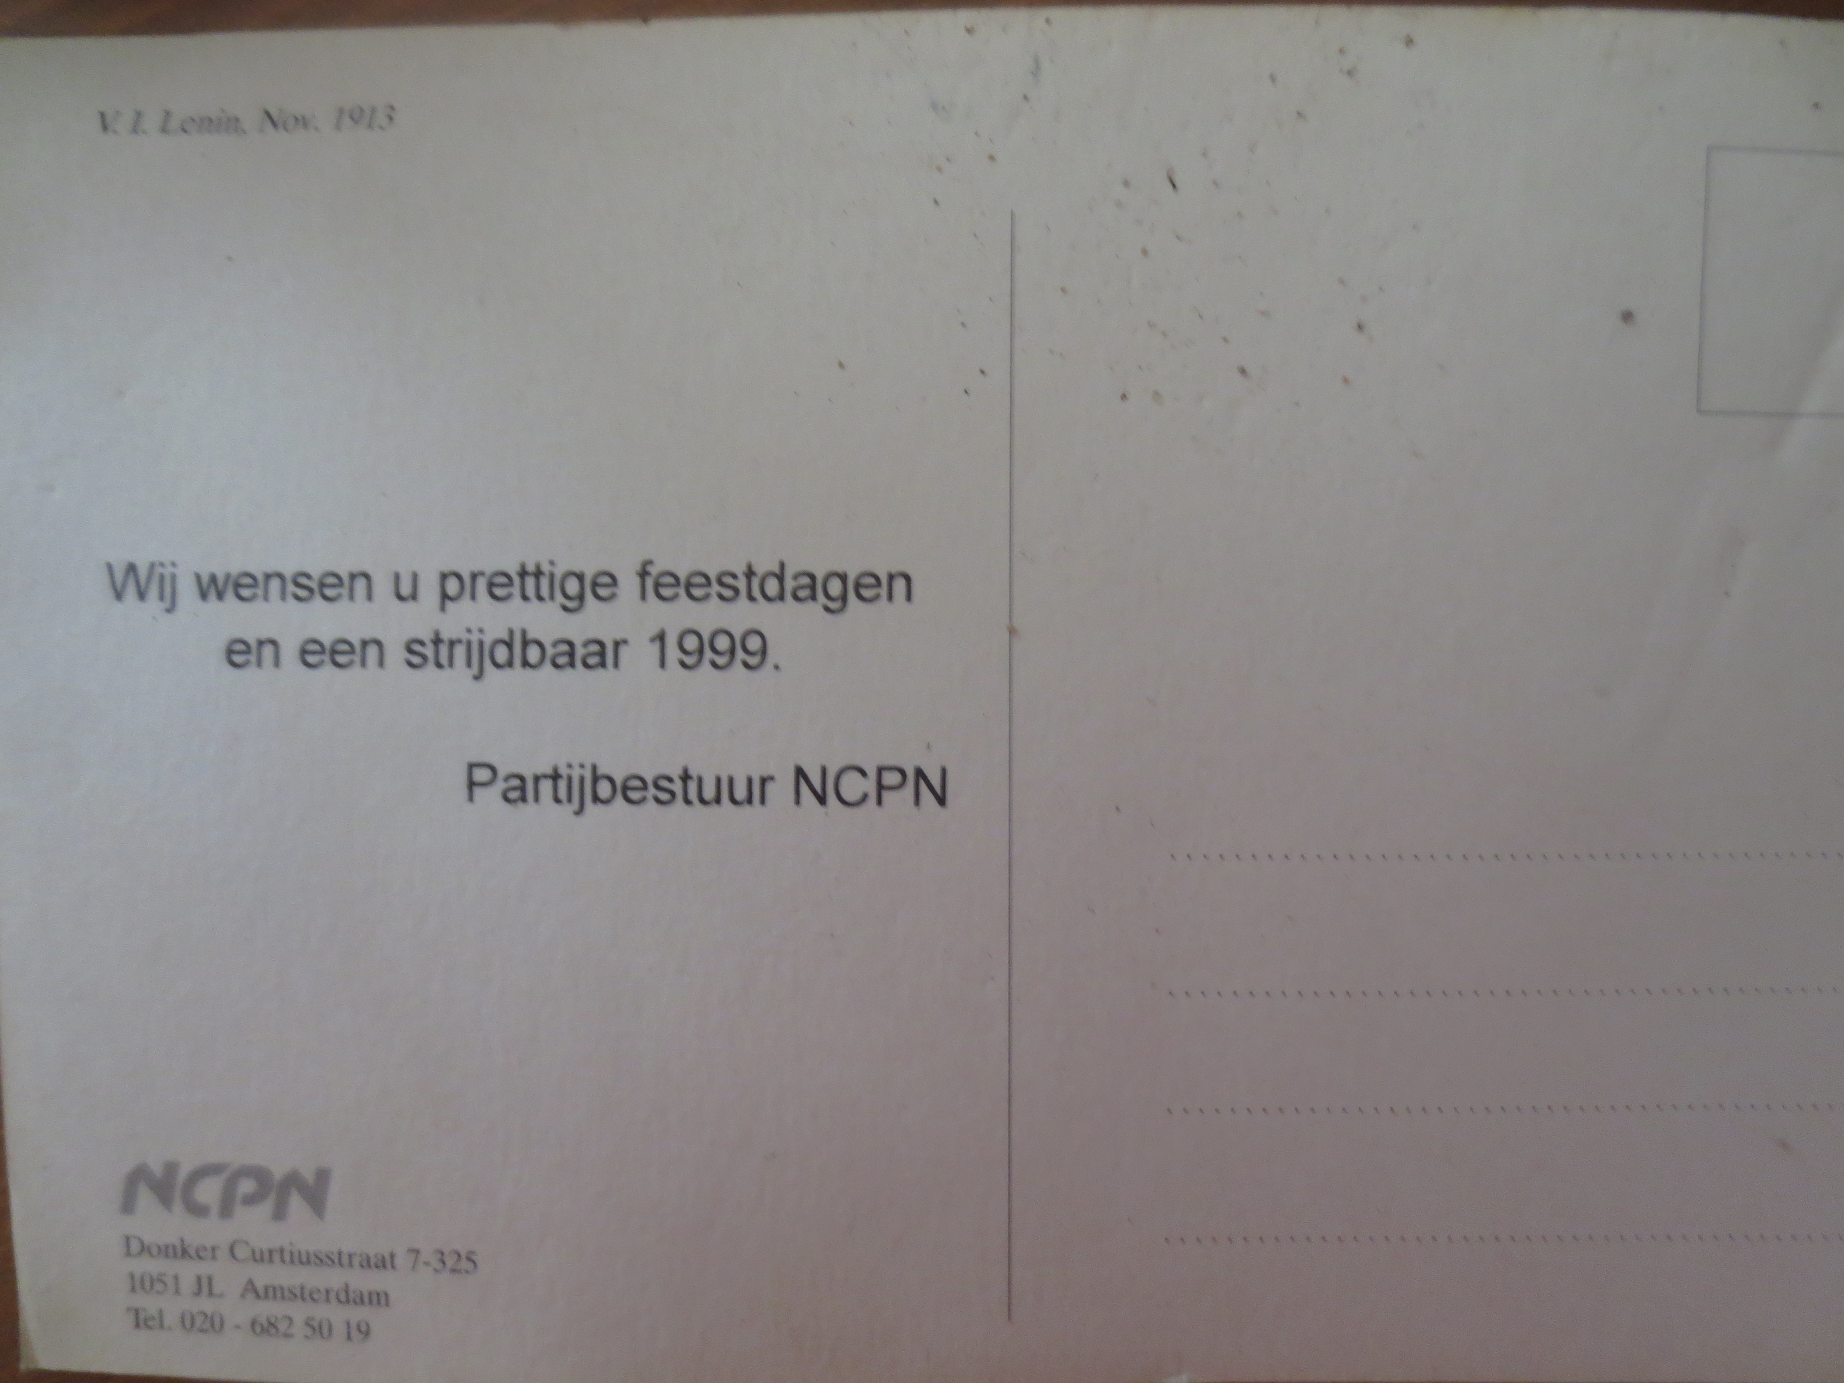 V. I. Lenin, Nov. 1913
Wij wensen u prettige feestdagen
en een strijdbaar 1999.
Partijbestuur NCPN
NCPN
Donker Curtiusstraat 7-325
1051 JL Amsterdam
Tel. 020 - 682 50 19